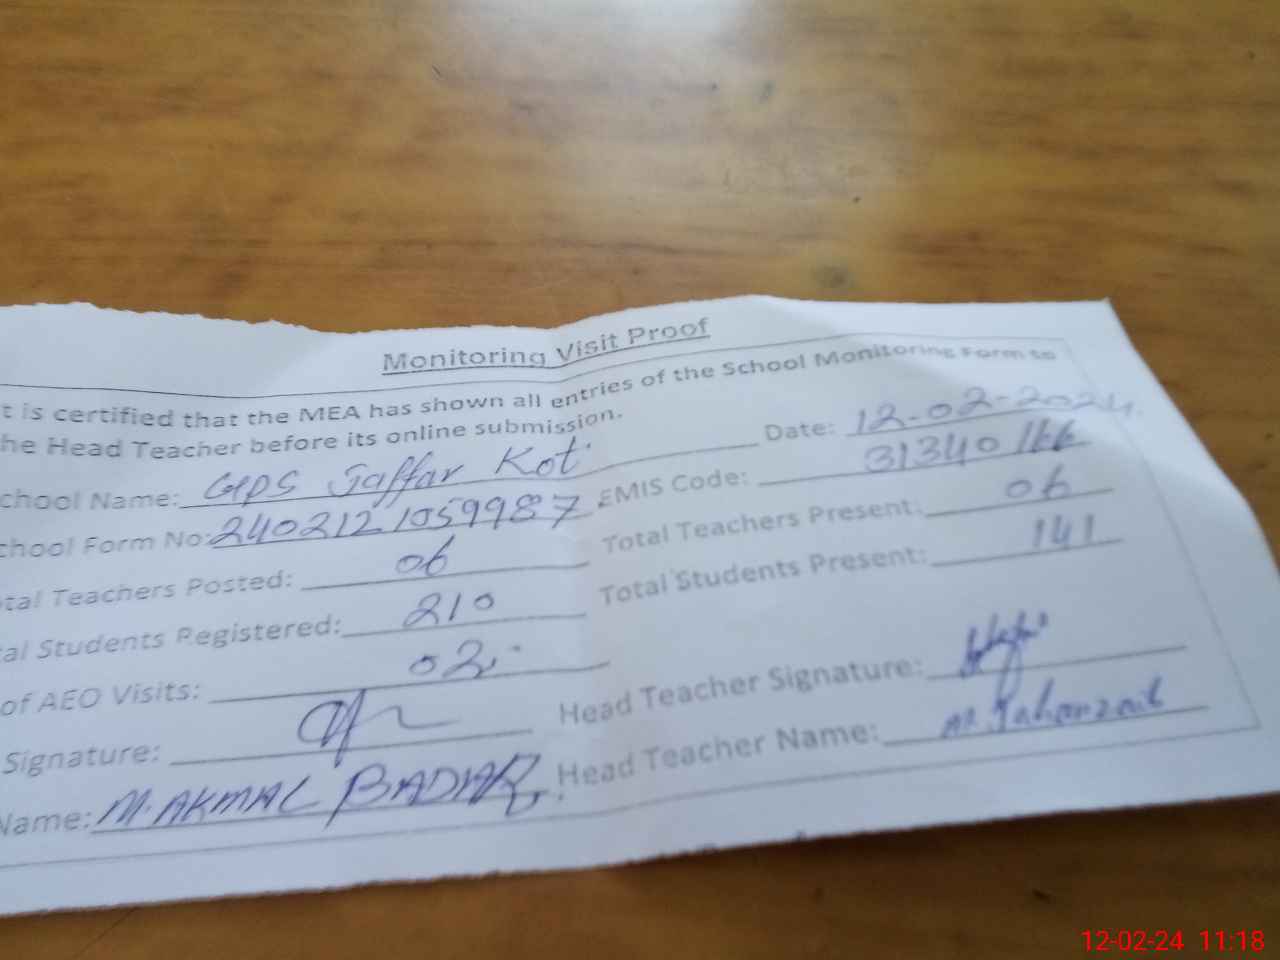 Monitoring Visit Proof
t is certified that the MEA has shown all entries of the School Monitoring Form to
he Head Teacher before its online submission.
Date: 12-02-2024
chool Name: GPS Jaffar Kot
EMIS Code: 31340166
chool Form No: 2402121059987
Total Teachers Present: 06
tal Teachers Posted: 06
Total Students Present: 141
al Students Registered: 210
of AEO Visits: 02
Head Teacher Signature:
Signature:
Head Teacher Name: M. Jahanzaib
Name: M. AKMAL BADIAR
12-02-24 11:18